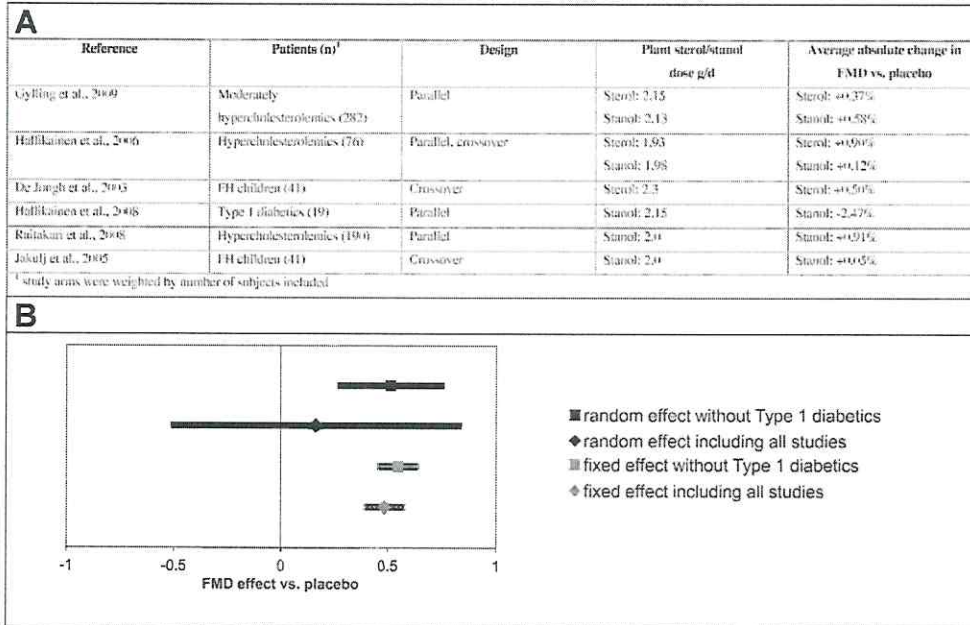 A
Reference Patients (n)1 Design Plant sterol/stanol dose g/d Average absolute change in FMD vs. placebo
Gylling et al., 2009 Moderately hypercholesterolemics (282) Parallel Sterol: 2.15 Sterol: +0.37%
Stanol: 2.13 Stanol: +0.58%
Hallikainen et al., 2006 Hypercholesterolemics (76) Parallel, crossover Sterol: 1.93 Sterol: +0.90%
Stanol: 1.98 Stanol: +0.12%
De Jongh et al., 2003 FH children (41) Crossover Sterol: 2.3 Sterol: +0.50%
Hallikainen et al., 2008 Type 1 diabetics (19) Parallel Stanol: 2.15 Stanol: -2.47%
Raitakari et al., 2008 Hypercholesterolemics (190) Parallel Stanol: 2.0 Stanol: +0.91%
Jakulj et al., 2005 FH children (41) Crossover Stanol: 2.0 Stanol: +0.05%
1 study arms were weighted by number of subjects included
B
random effect without Type 1 diabetics
random effect including all studies
fixed effect without Type 1 diabetics
fixed effect including all studies
-1 -0.5 0 0.5 1
FMD effect vs. placebo